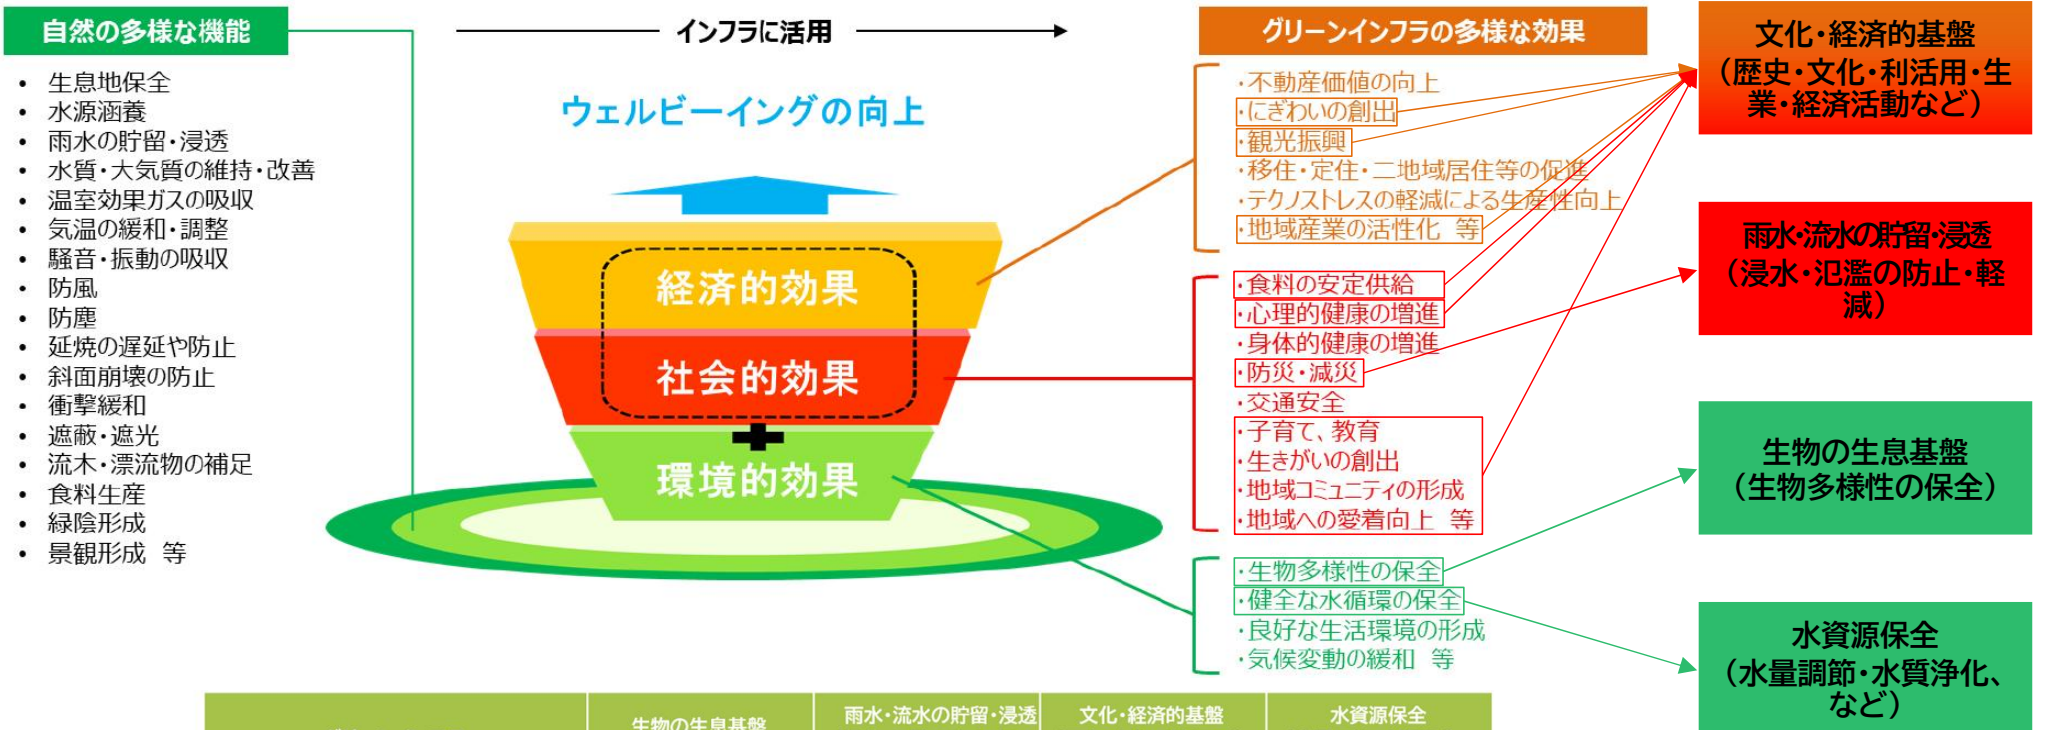 自然の多様な機能
・ 生息地保全
・ 水源涵養
・ 雨水の貯留・浸透
・ 水質・大気質の維持・改善
・ 温室効果ガスの吸収
・ 気温の緩和・調整
・ 騒音・振動の吸収
・ 防風
・ 防塵
・ 延焼の遅延や防止
・ 斜面崩壊の防止
・ 衝撃緩和
・ 遮蔽・遮光
・ 流木・漂流物の補足
・ 食料生産
・ 緑陰形成
・ 景観形成 等
インフラに活用
ウェルビーイングの向上
経済的効果
社会的効果
環境的効果
グリーンインフラの多様な効果
・不動産価値の向上
・にぎわいの創出
・観光振興
・移住・定住・二地域居住等の促進
・テクノストレスの軽減による生産性向上
・地域産業の活性化 等
・食料の安定供給
・心理的健康の増進
・身体的健康の増進
・防災・減災
・交通安全
・子育て、教育
・生きがいの創出
・地域コミュニティの形成
・地域への愛着向上 等
・生物多様性の保全
・健全な水循環の保全
・良好な生活環境の形成
・気候変動の緩和 等
文化・経済的基盤
（歴史・文化・利活用・生
業・経済活動など）
雨水・流水の貯留・浸透
（浸水・氾濫の防止・軽
減）
生物の生息基盤
（生物多様性の保全）
水資源保全
（水量調節・水質浄化、
など）
生物の生息基盤
雨水・流水の貯留・浸透
文化・経済的基盤
水資源保全